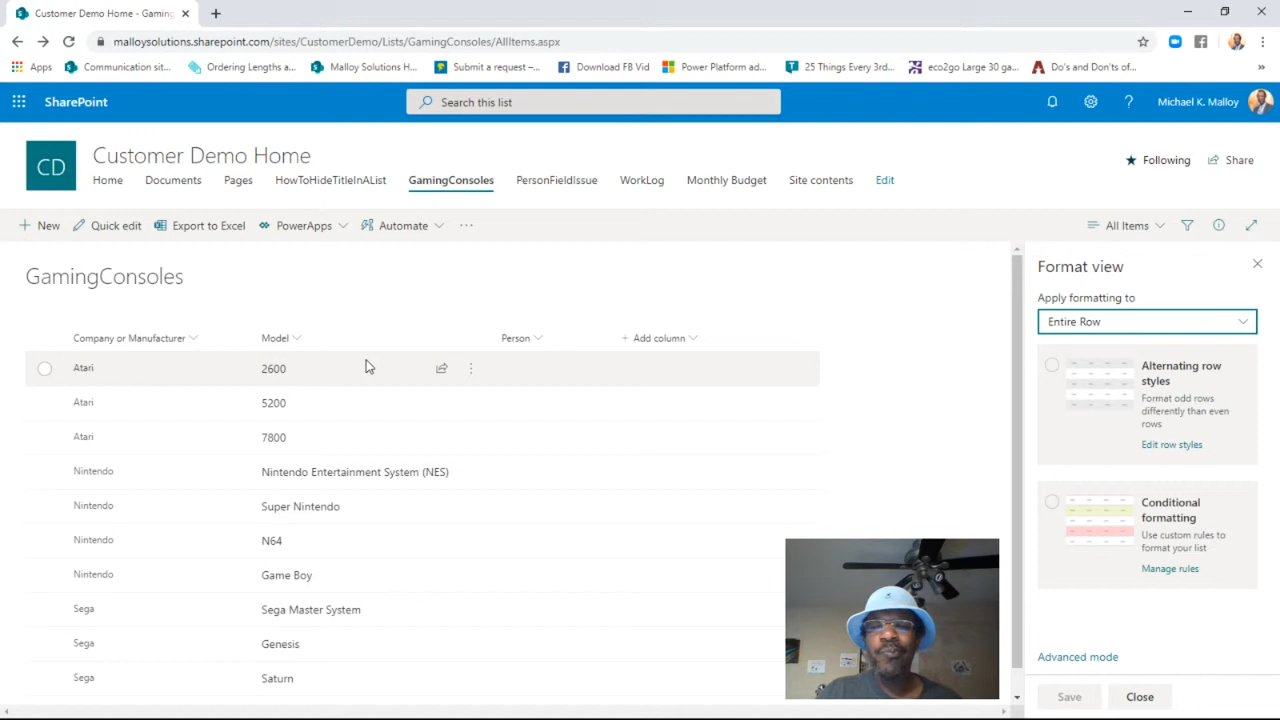 Customer Demo Home - Gaming
malloysolutions.sharepoint.com/sites/CustomerDemo/Lists/GamingConsoles/AllItems.aspx
Apps Communication sit... Ordering Lengths a... Malloy Solutions H... Submit a request –... Download FB Vid Power Platform ad... 25 Things Every 3rd... eco2go Large 30 ga... Do's and Don'ts of... »
SharePoint Search this list Michael K. Malloy
CD Customer Demo Home Following Share
Home Documents Pages HowToHideTitleInAList GamingConsoles PersonFieldIssue WorkLog Monthly Budget Site contents Edit
+ New Quick edit Export to Excel PowerApps Automate ... All Items
GamingConsoles
Company or Manufacturer Model Person + Add column
Atari 2600
Atari 5200
Atari 7800
Nintendo Nintendo Entertainment System (NES)
Nintendo Super Nintendo
Nintendo N64
Nintendo Game Boy
Sega Sega Master System
Sega Genesis
Sega Saturn
Format view
Apply formatting to
Entire Row
Alternating row
styles
Format odd rows
differently than even
rows
Edit row styles
Conditional
formatting
Use custom rules to
format your list
Manage rules
Advanced mode
Save Close